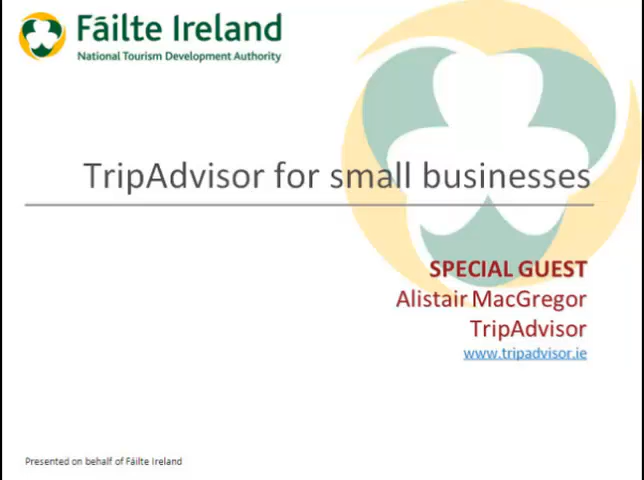 Fāilte Ireland
National Tourism Development Authority
TripAdvisor for small businesses
SPECIAL GUEST
Alistair MacGregor
TripAdvisor
www.tripadvisor.ie
Presented on behalf of Fáilte Ireland